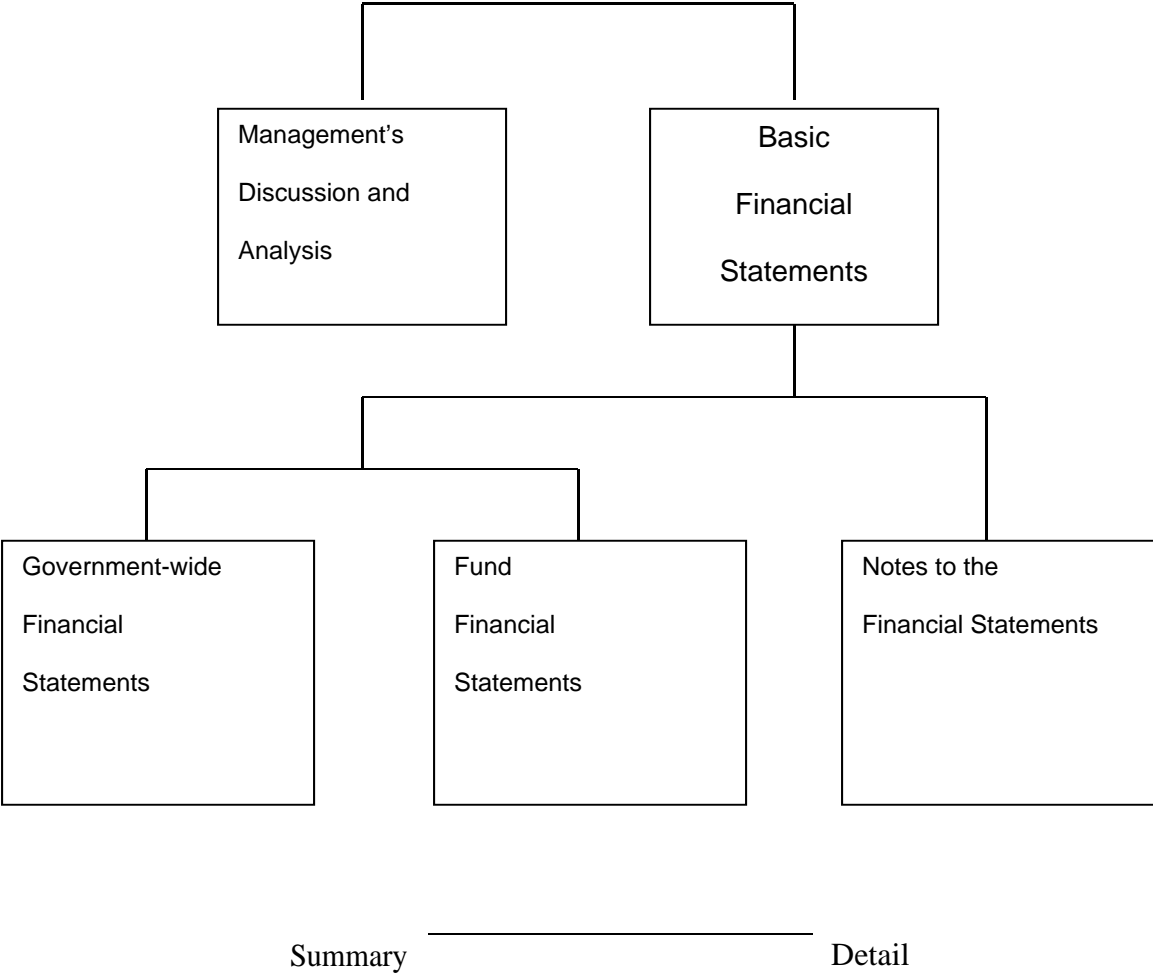 Management’s
Discussion and
Analysis
Basic
Financial
Statements
Government-wide
Financial
Statements
Fund
Financial
Statements
Notes to the
Financial Statements
Summary
Detail